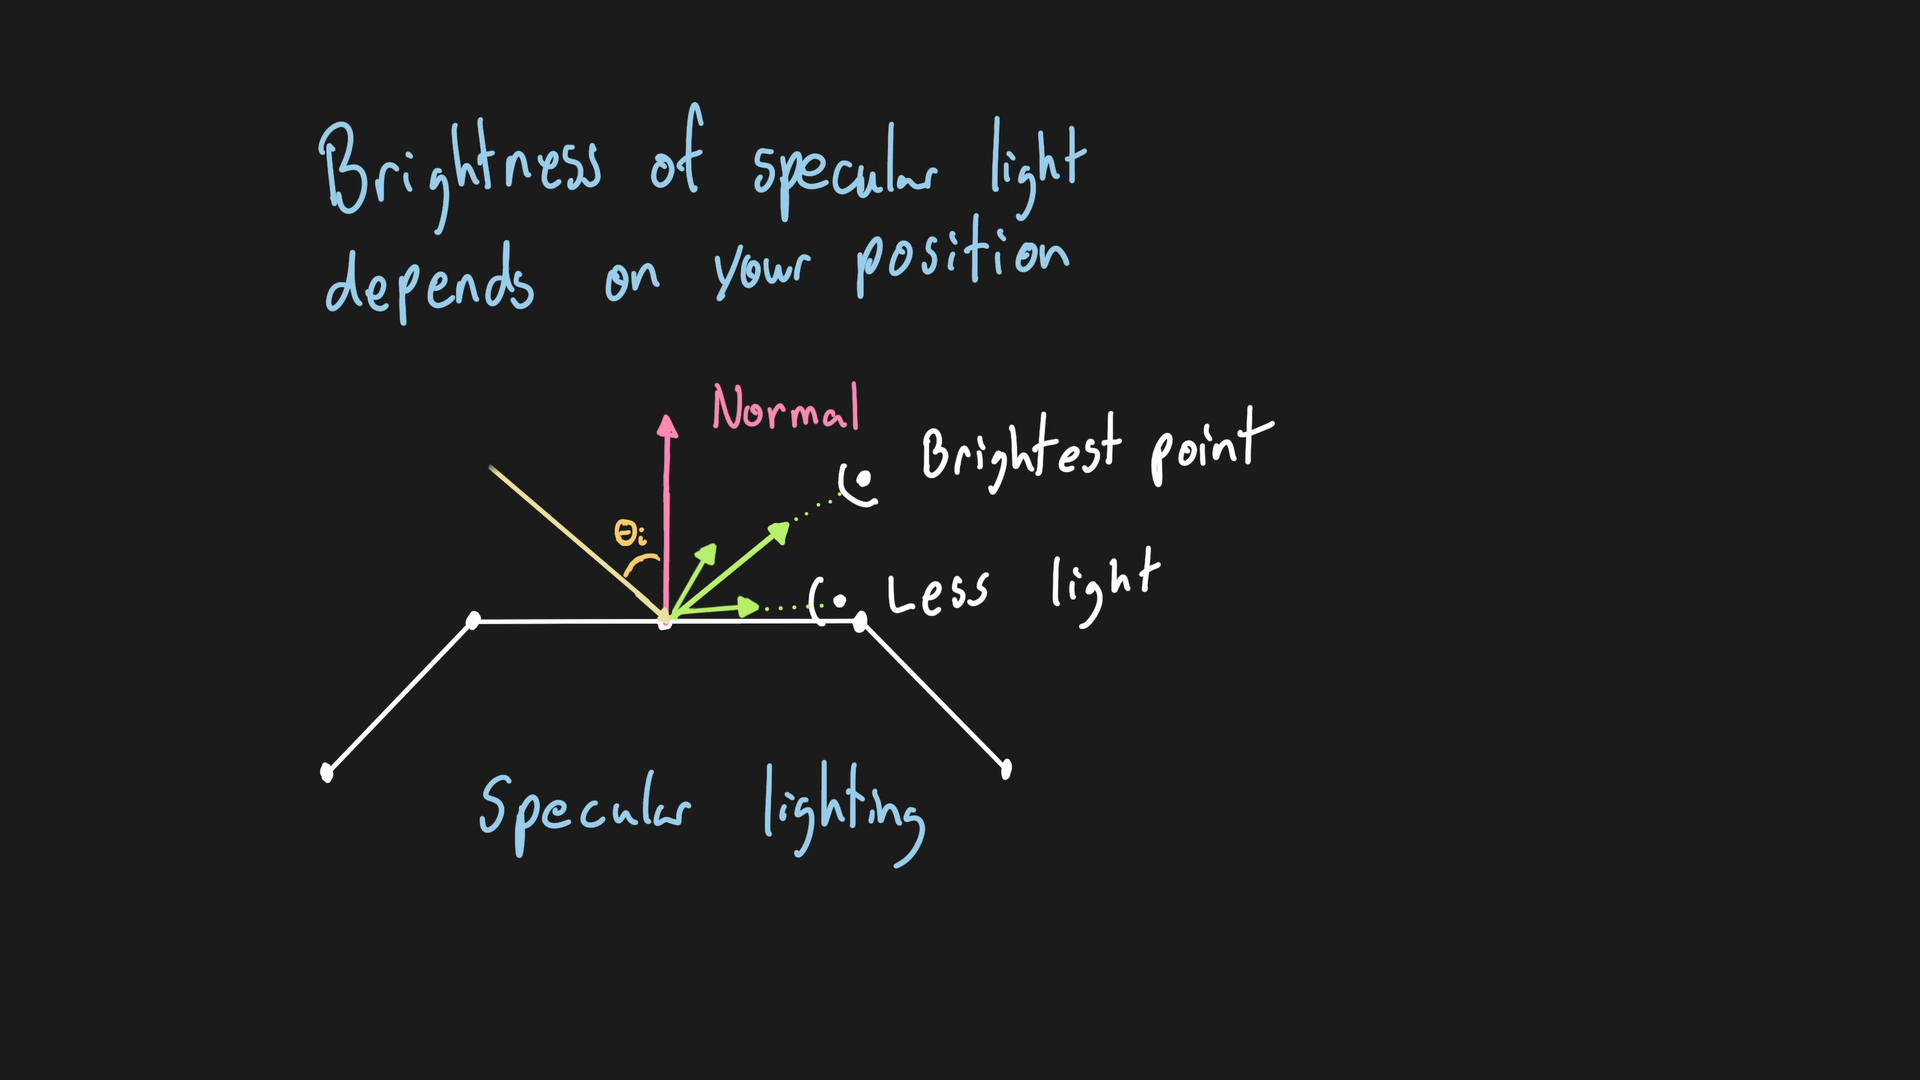 Brightness of specular light
depends on your position
Normal
Brightest point
θi
Less light
Specular lighting